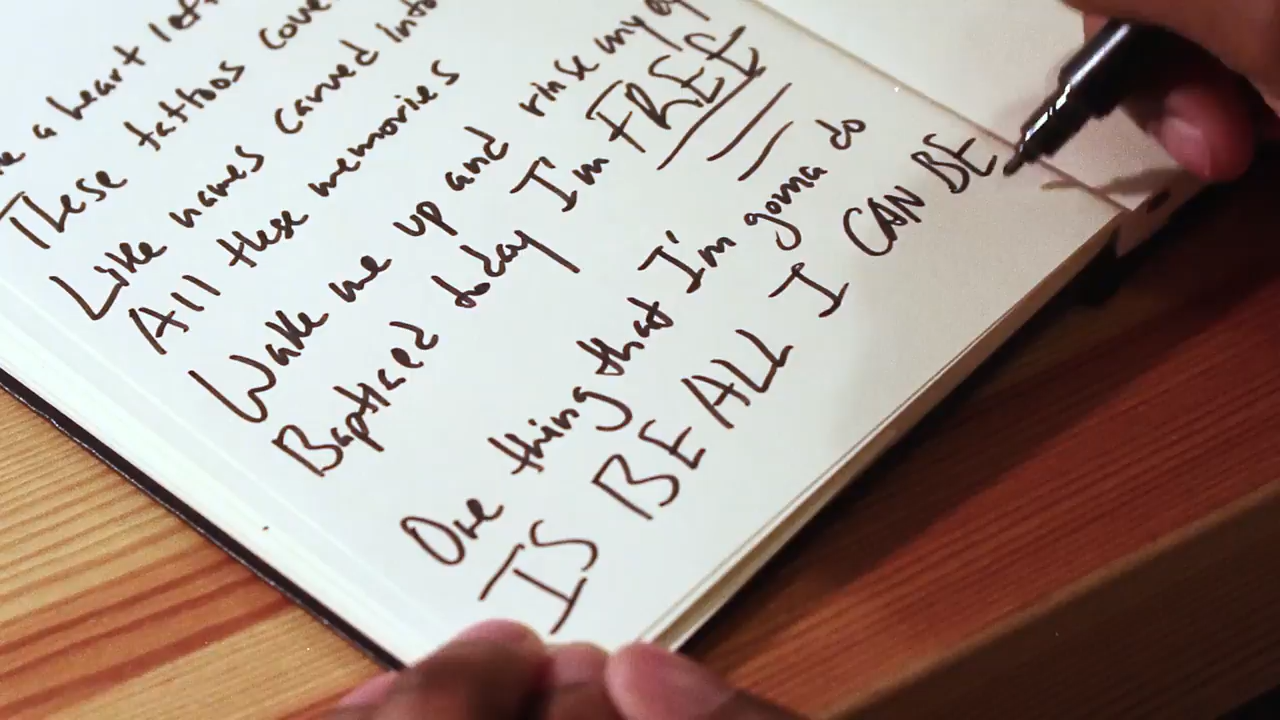 a heart left
These tattoos cover
Like names carved into
All these memories
Wake me up and rinse my
Baptized today I'm FREE
One thing that I'm gonna do
IS BE ALL I CAN BE